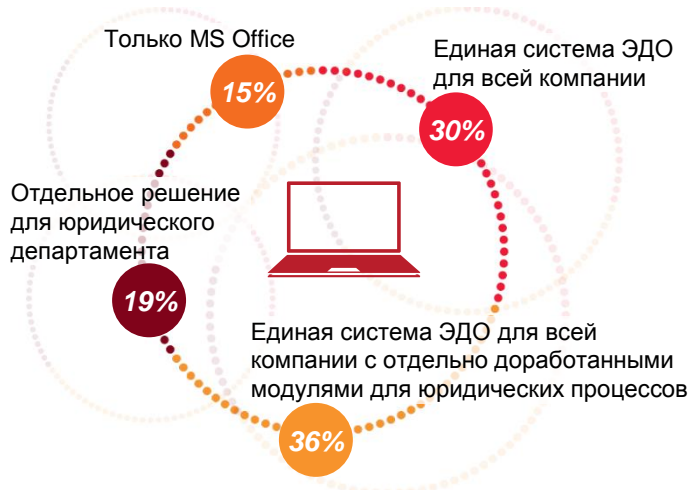 Только MS Office
15%
Единая система ЭДО
для всей компании
30%
Отдельное решение
для юридического
департамента
19%
Единая система ЭДО для всей
компании с отдельно доработанными
модулями для юридических процессов
36%